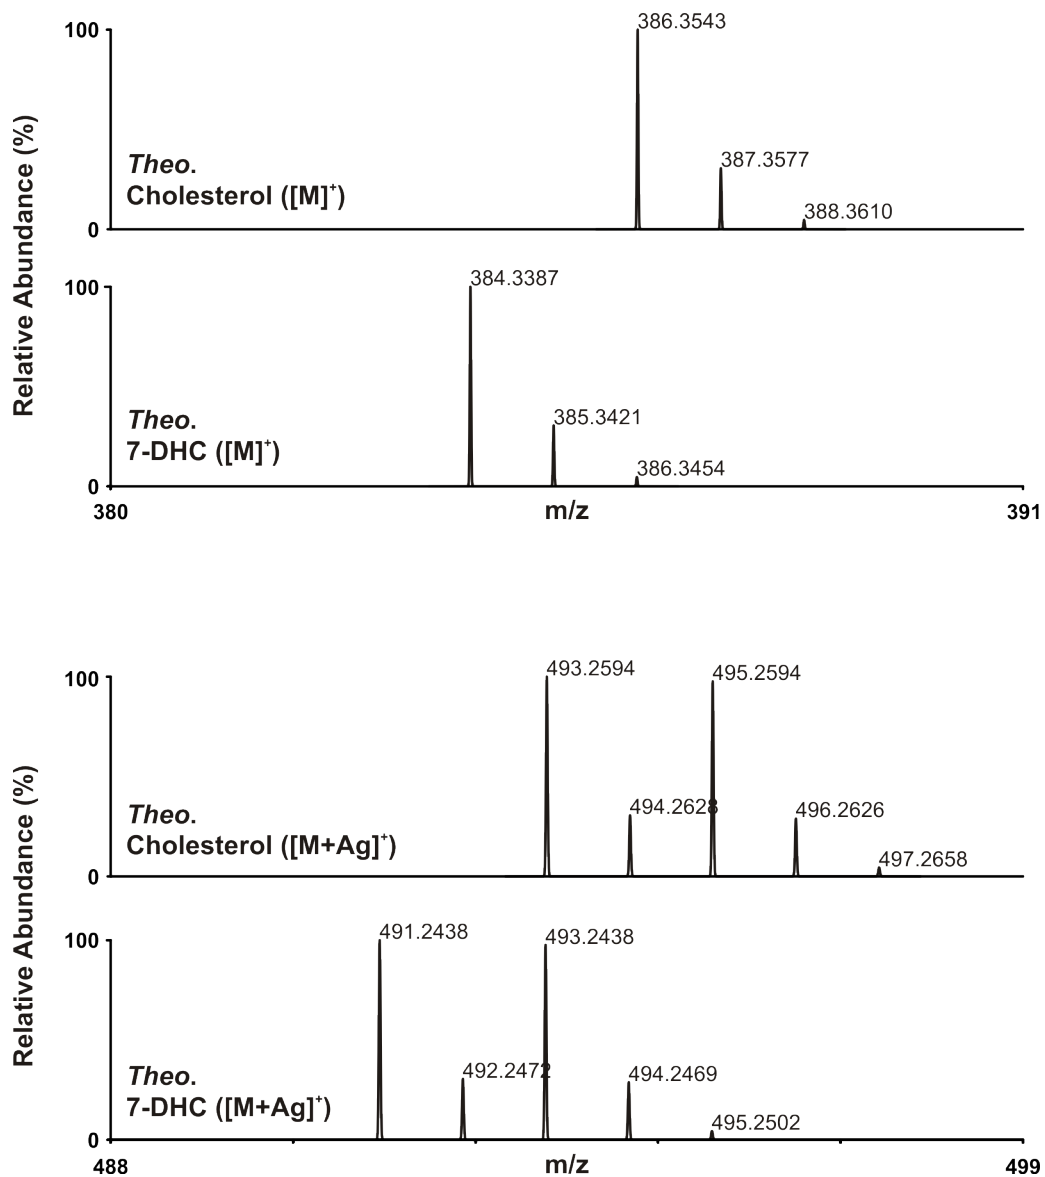 Relative Abundance (%)
100
386.3543
387.3577
388.3610
Theo.
Cholesterol ([M]⁺)
0
100
384.3387
385.3421
386.3454
Theo.
7-DHC ([M]⁺)
0
380
m/z
391
Relative Abundance (%)
100
493.2594
495.2594
494.2628
496.2626
497.2658
Theo.
Cholesterol ([M+Ag]⁺)
0
100
491.2438
493.2438
492.2472
494.2469
495.2502
Theo.
7-DHC ([M+Ag]⁺)
0
488
m/z
499